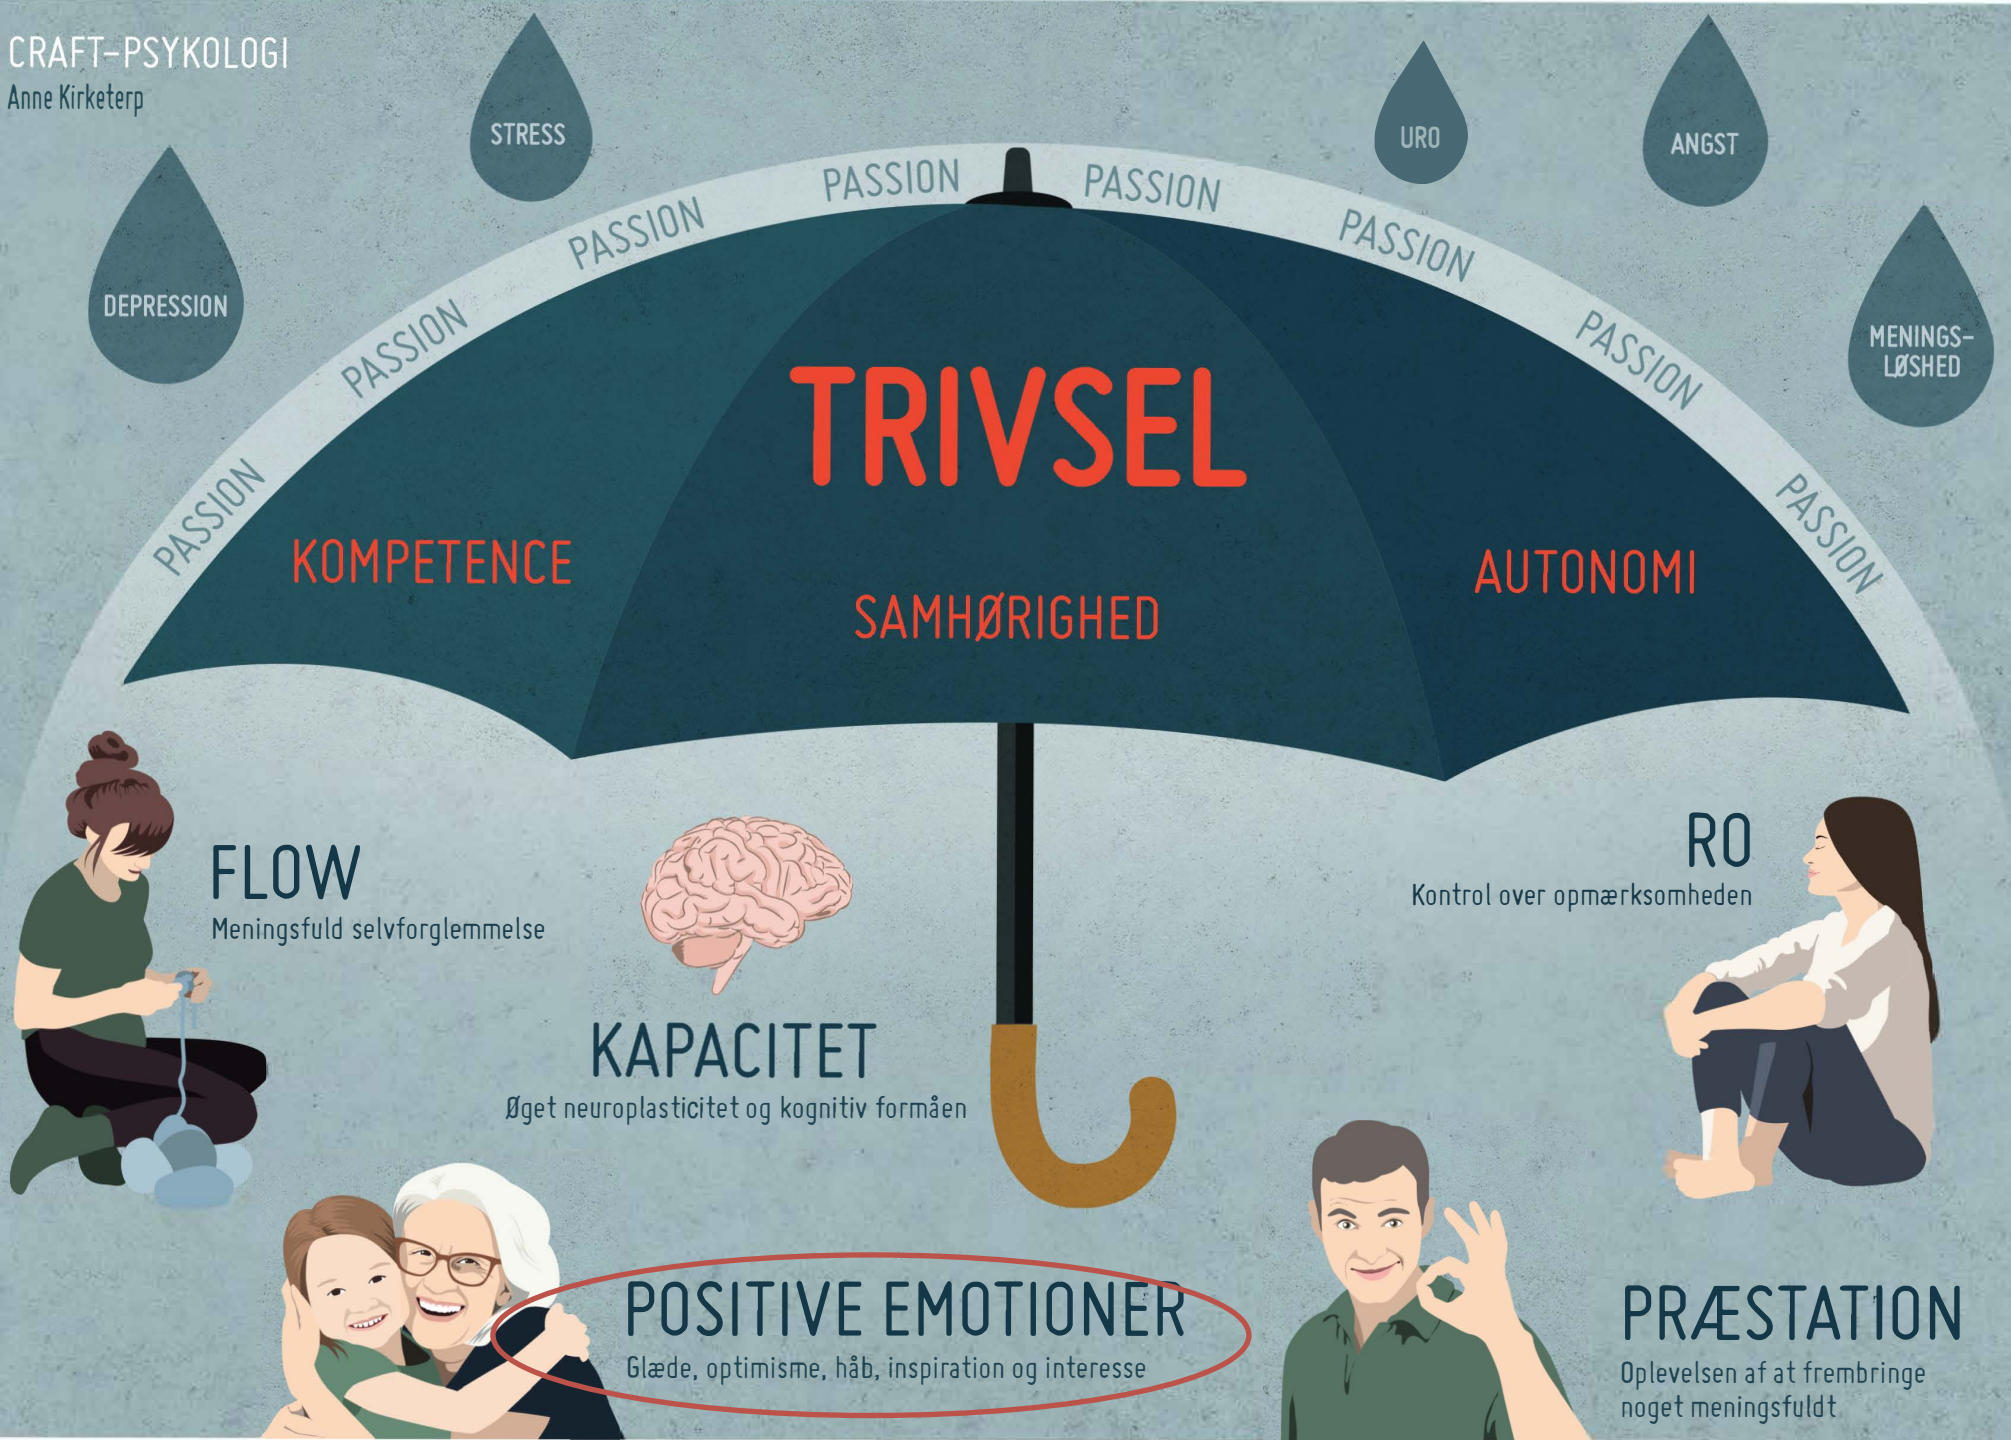 CRAFT-PSYKOLOGI
Anne Kirketerp
DEPRESSION
STRESS
URO
ANGST
MENINGS-
LØSHED
PASSION
PASSION
PASSION
PASSION
PASSION
PASSION
PASSION
PASSION
TRIVSEL
KOMPETENCE
SAMHØRIGHED
AUTONOMI
FLOW
Meningsfuld selvforglemmelse
KAPACITET
Øget neuroplasticitet og kognitiv formåen
RO
Kontrol over opmærksomheden
POSITIVE EMOTIONER
Glæde, optimisme, håb, inspiration og interesse
PRÆSTATION
Oplevelsen af at frembringe
noget meningsfuldt